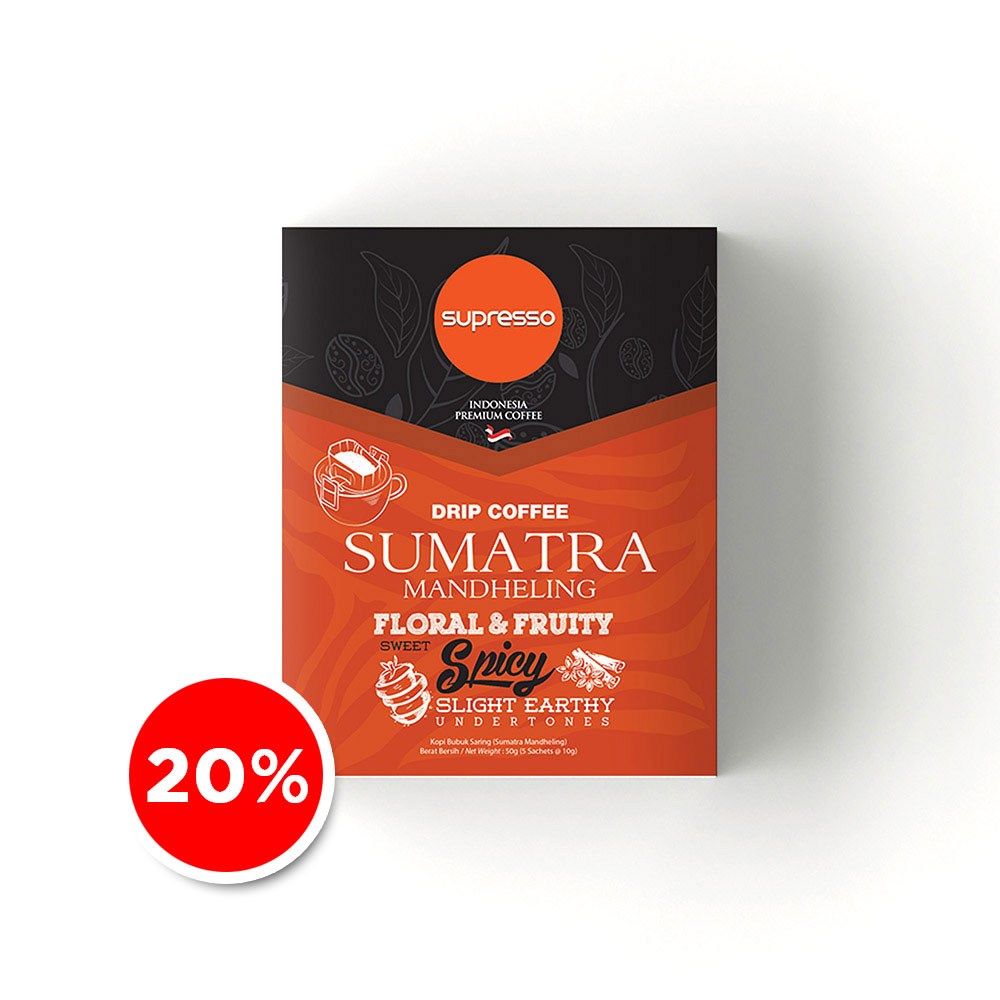 supresso
INDONESIA
PREMIUM COFFEE
DRIP COFFEE
SUMATRA
MANDHELING
FLORAL & FRUITY
SWEET
Spicy
SLIGHT EARTHY
UNDERTONES
Kopi Bubuk Saring (Sumatra Mandheling)
Berat Bersih / Net Weight : 50g (5 Sachets @ 10g)
20%